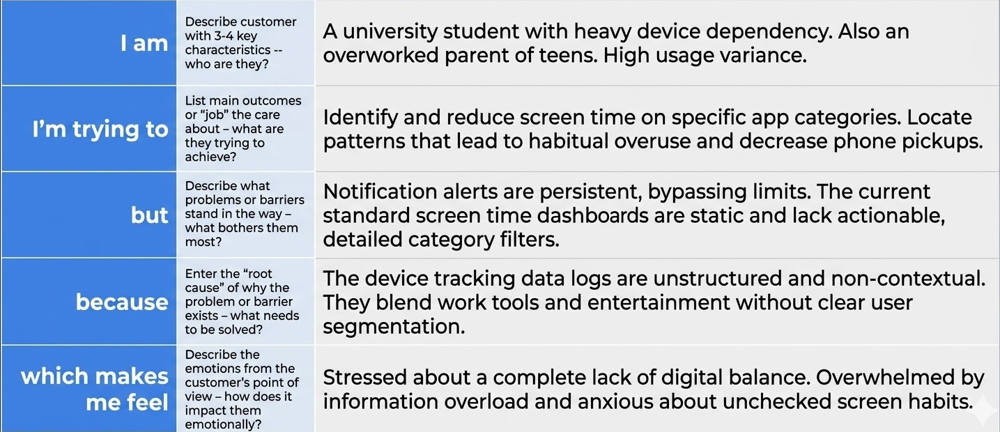 I am
Describe customer
with 3-4 key
characteristics --
who are they?
A university student with heavy device dependency. Also an
overworked parent of teens. High usage variance.
I’m trying to
List main outcomes
or “job” the care
about – what are
they trying to
achieve?
Identify and reduce screen time on specific app categories. Locate
patterns that lead to habitual overuse and decrease phone pickups.
but
Describe what
problems or barriers
stand in the way –
what bothers them
most?
Notification alerts are persistent, bypassing limits. The current
standard screen time dashboards are static and lack actionable,
detailed category filters.
because
Enter the “root
cause” of why the
problem or barrier
exists – what needs
to be solved?
The device tracking data logs are unstructured and non-contextual.
They blend work tools and entertainment without clear user
segmentation.
which makes
me feel
Describe the
emotions from the
customer’s point of
view – how does it
impact them
emotionally?
Stressed about a complete lack of digital balance. Overwhelmed by
information overload and anxious about unchecked screen habits.